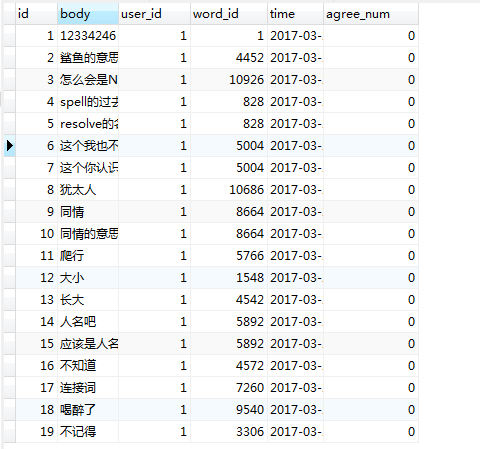 id body user_id word_id time agree_num
1 12334246 1 1 2017-03- 0
2 鲨鱼的意思 1 4452 2017-03- 0
3 怎么会是N 1 10926 2017-03- 0
4 spell的过去 1 828 2017-03- 0
5 resolve的名 1 828 2017-03- 0
6 这个我也不 1 5004 2017-03- 0
7 这个你认识 1 5004 2017-03- 0
8 犹太人 1 10686 2017-03- 0
9 同情 1 8664 2017-03- 0
10 同情的意思 1 8664 2017-03- 0
11 爬行 1 5766 2017-03- 0
12 大小 1 1548 2017-03- 0
13 长大 1 4542 2017-03- 0
14 人名吧 1 5892 2017-03- 0
15 应该是人名 1 5892 2017-03- 0
16 不知道 1 4572 2017-03- 0
17 连接词 1 7260 2017-03- 0
18 喝醉了 1 9540 2017-03- 0
19 不记得 1 3306 2017-03- 0